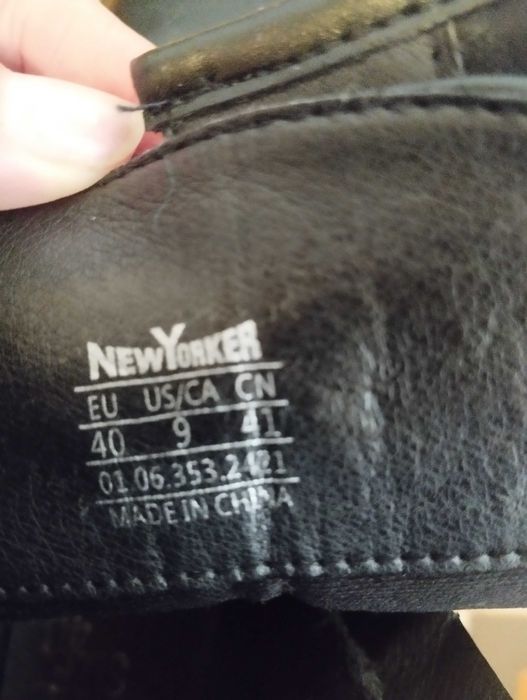 NEWYORKER
EU US/CA CN
40 9 41
01.06.353.2421
MADE IN CHINA